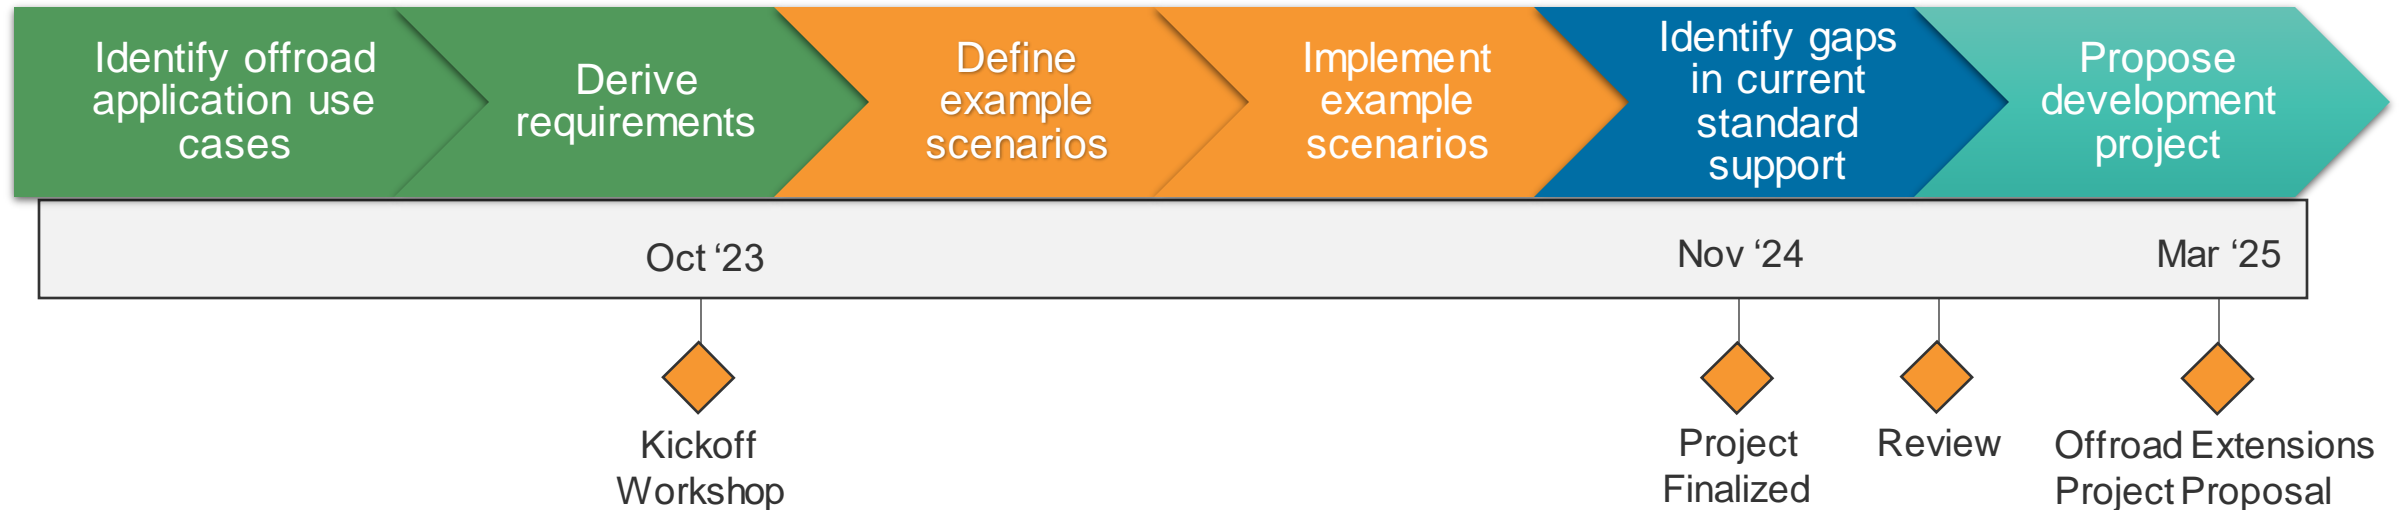 Identify offroad
application use
cases
Derive
requirements
Define
example
scenarios
Implement
example
scenarios
Identify gaps
in current
standard
support
Propose
development
project
Oct ‘23
Nov ‘24
Mar ‘25
Kickoff
Workshop
Project
Finalized
Review
Offroad Extensions
Project Proposal